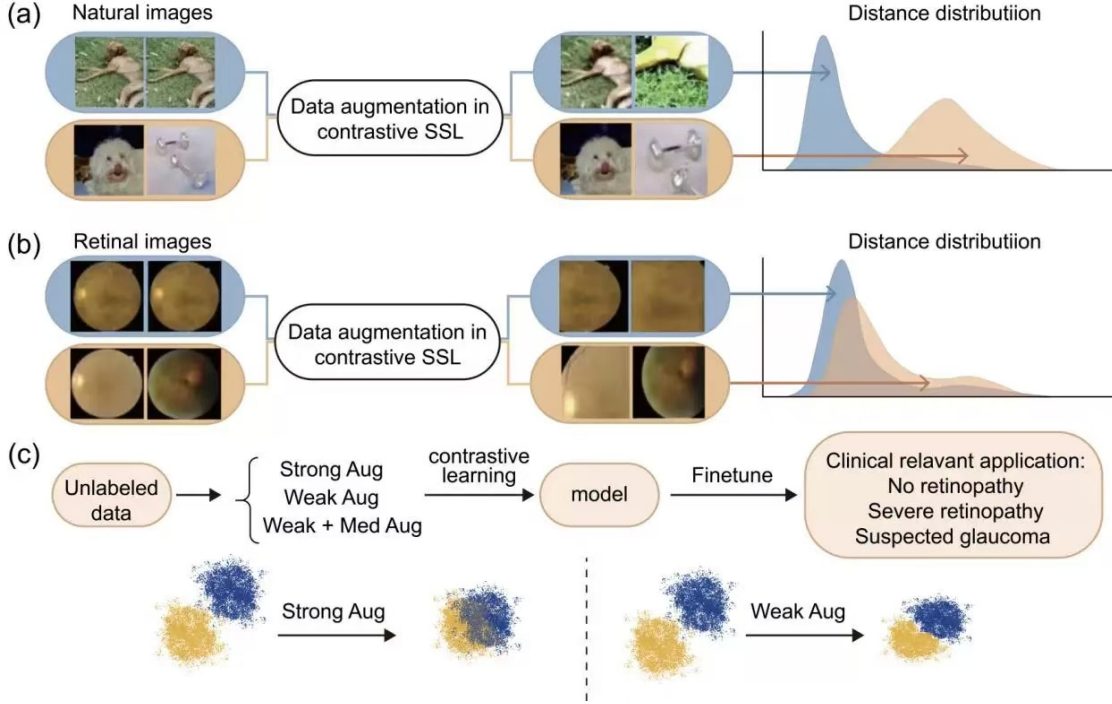 (a)
Natural images
Data augmentation in
contrastive SSL
Distance distributiion
(b)
Retinal images
Data augmentation in
contrastive SSL
Distance distributiion
(c)
Unlabeled
data
Strong Aug
Weak Aug
Weak + Med Aug
contrastive
learning
model
Finetune
Clinical relavant application:
No retinopathy
Severe retinopathy
Suspected glaucoma
Strong Aug
Weak Aug